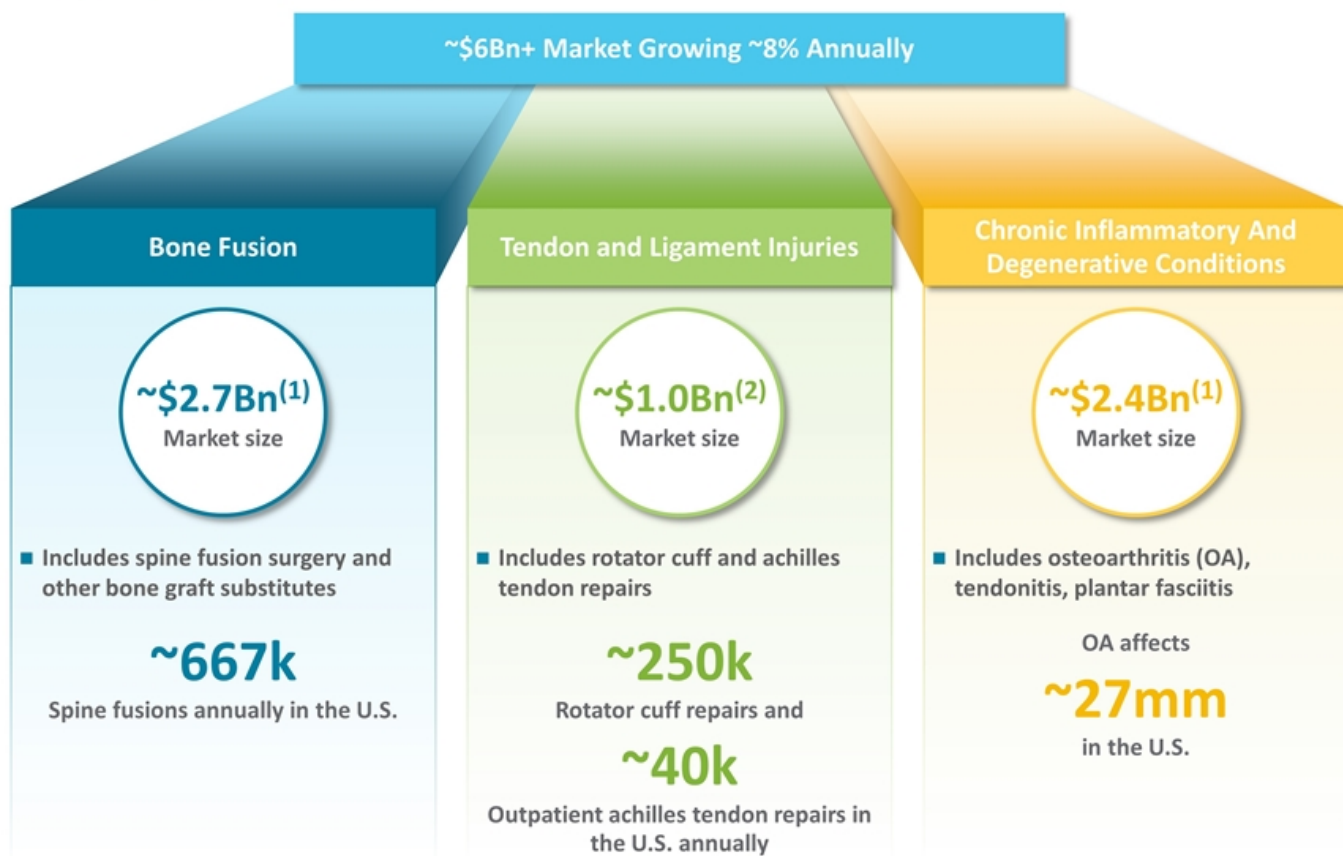 ~$6Bn+ Market Growing ~8% Annually
Bone Fusion
~$2.7Bn(1)
Market size
■ Includes spine fusion surgery and
other bone graft substitutes
~667k
Spine fusions annually in the U.S.
Tendon and Ligament Injuries
~$1.0Bn(2)
Market size
■ Includes rotator cuff and achilles
tendon repairs
~250k
Rotator cuff repairs and
~40k
Outpatient achilles tendon repairs in
the U.S. annually
Chronic Inflammatory And
Degenerative Conditions
~$2.4Bn(1)
Market size
■ Includes osteoarthritis (OA),
tendonitis, plantar fasciitis
OA affects
~27mm
in the U.S.